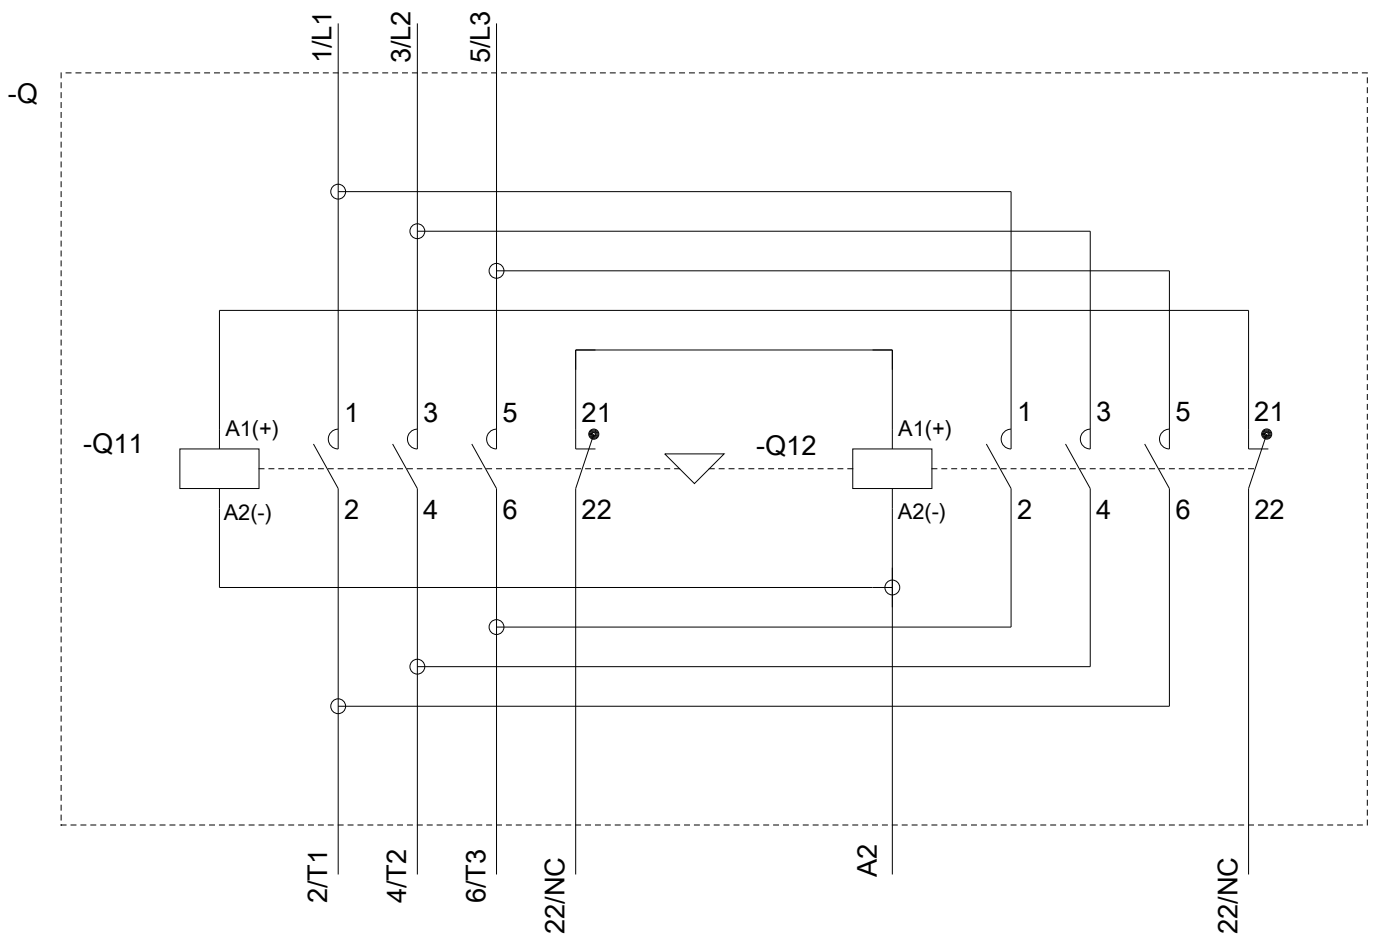 1/L1
3/L2
5/L3
-Q
1
3
5
21
1
3
5
21
A1(+)
A1(+)
-Q11
-Q12
A2(-)
2
4
6
22
A2(-)
2
4
6
22
2/T1
4/T2
6/T3
22/NC
A2
22/NC